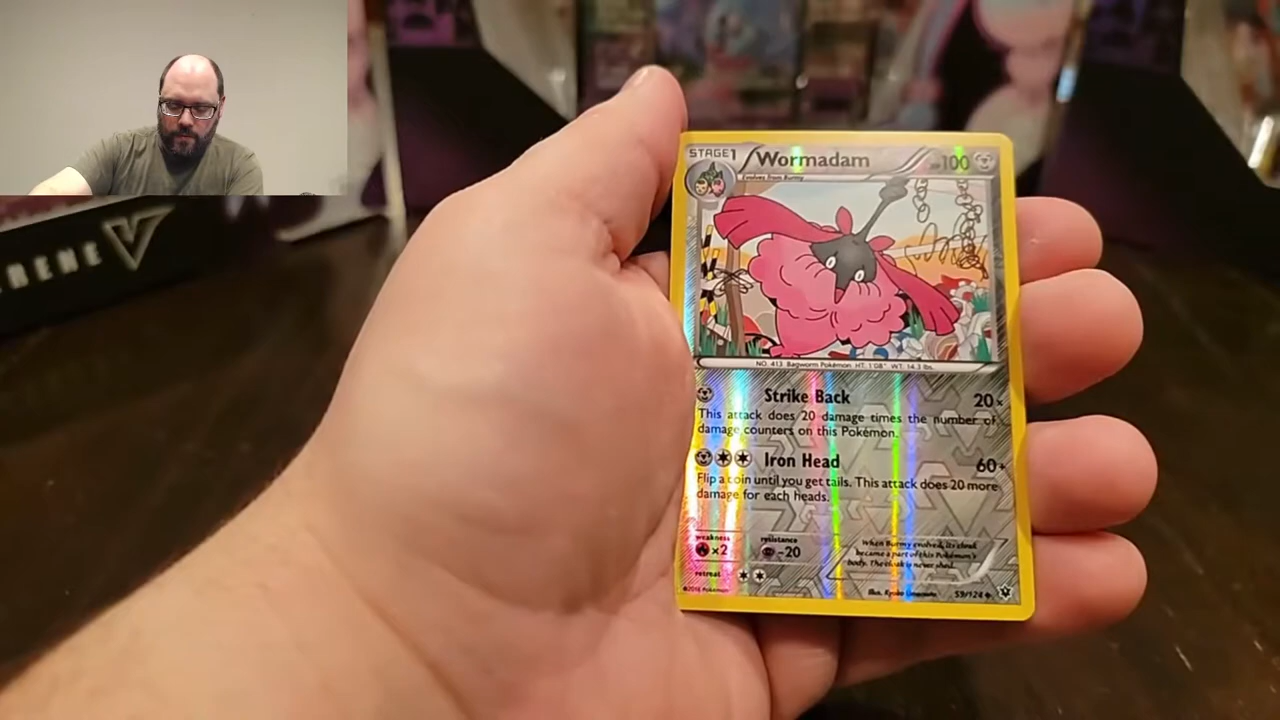 STAGE1 Wormadam HP100
Evolves from Burmy
NO. 413 Bagworm Pokémon HT: 1'08" WT: 14.3 lbs.
Strike Back 20×
This attack does 20 damage times the number of
damage counters on this Pokémon.
Iron Head 60+
Flip a coin until you get tails. This attack does 20 more
damage for each heads.
weakness resistance
×2 -20
When Burmy evolved, its cloak
became a part of this Pokémon's
body. The cloak is never shed.
retreat
©2016 Pokémon Illus. Kyoko Umemoto 59/124
RENE V